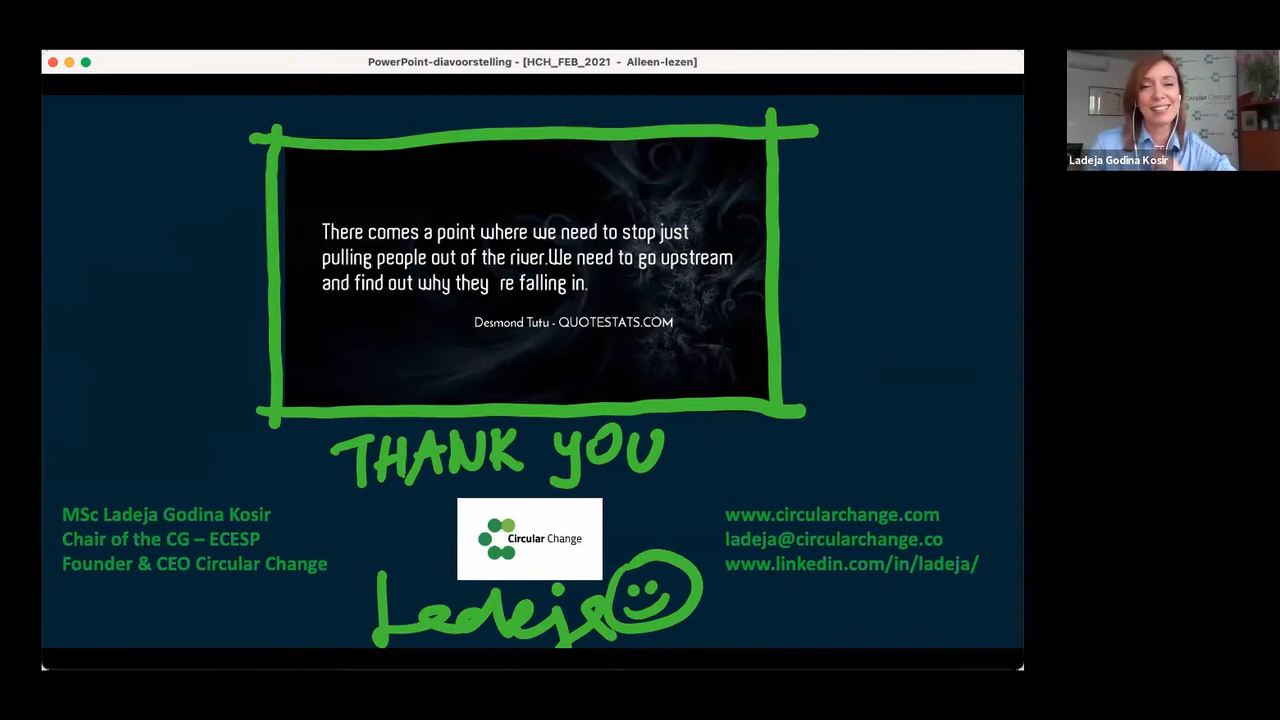 PowerPoint-diavoorstelling - [HCH_FEB_2021 - Alleen-lezen]
Circular Change
Ladeja Godina Kosir
There comes a point where we need to stop just
pulling people out of the river.We need to go upstream
and find out why they re falling in.
Desmond Tutu - QUOTESTATS.COM
THANK YOU
MSc Ladeja Godina Kosir
Chair of the CG – ECESP
Founder & CEO Circular Change
Circular Change
www.circularchange.com
ladeja@circularchange.co
www.linkedin.com/in/ladeja/
Ladeja